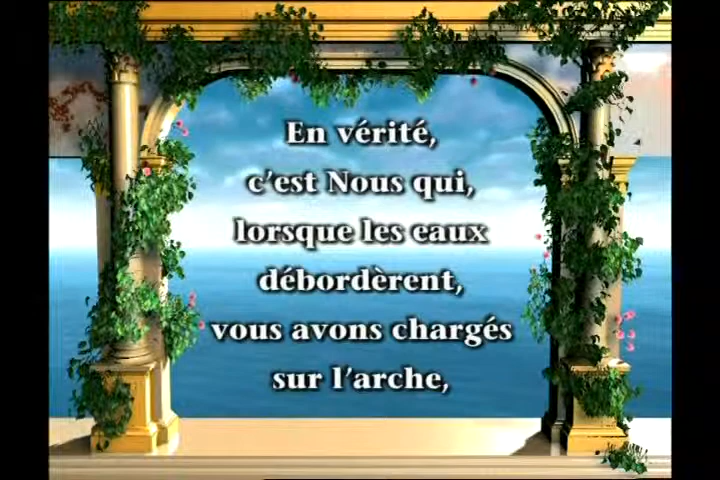 En vérité,
c'est Nous qui,
lorsque les eaux
débordèrent,
vous avons chargés
sur l'arche,